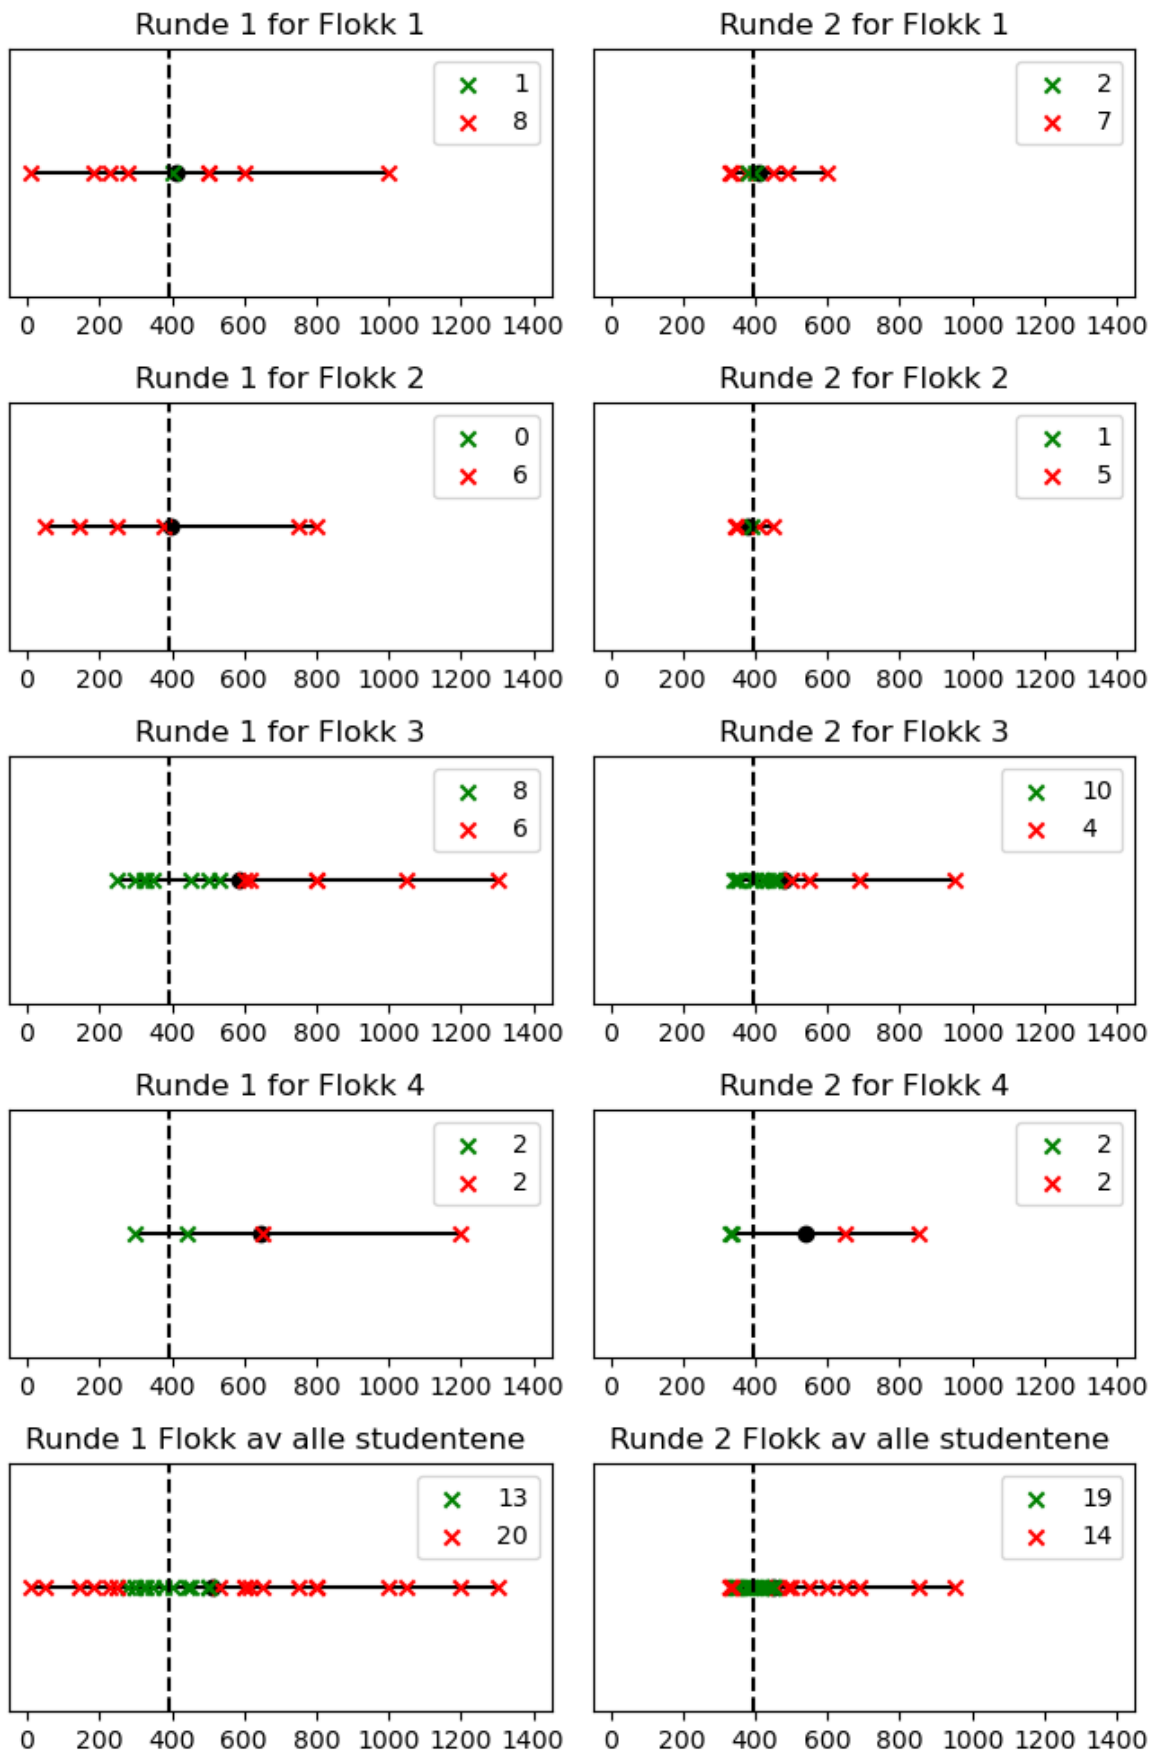 Runde 1 for Flokk 1
1
8
0 200 400 600 800 1000 1200 1400
Runde 2 for Flokk 1
2
7
0 200 400 600 800 1000 1200 1400
Runde 1 for Flokk 2
0
6
0 200 400 600 800 1000 1200 1400
Runde 2 for Flokk 2
1
5
0 200 400 600 800 1000 1200 1400
Runde 1 for Flokk 3
8
6
0 200 400 600 800 1000 1200 1400
Runde 2 for Flokk 3
10
4
0 200 400 600 800 1000 1200 1400
Runde 1 for Flokk 4
2
2
0 200 400 600 800 1000 1200 1400
Runde 2 for Flokk 4
2
2
0 200 400 600 800 1000 1200 1400
Runde 1 Flokk av alle studentene
13
20
0 200 400 600 800 1000 1200 1400
Runde 2 Flokk av alle studentene
19
14
0 200 400 600 800 1000 1200 1400